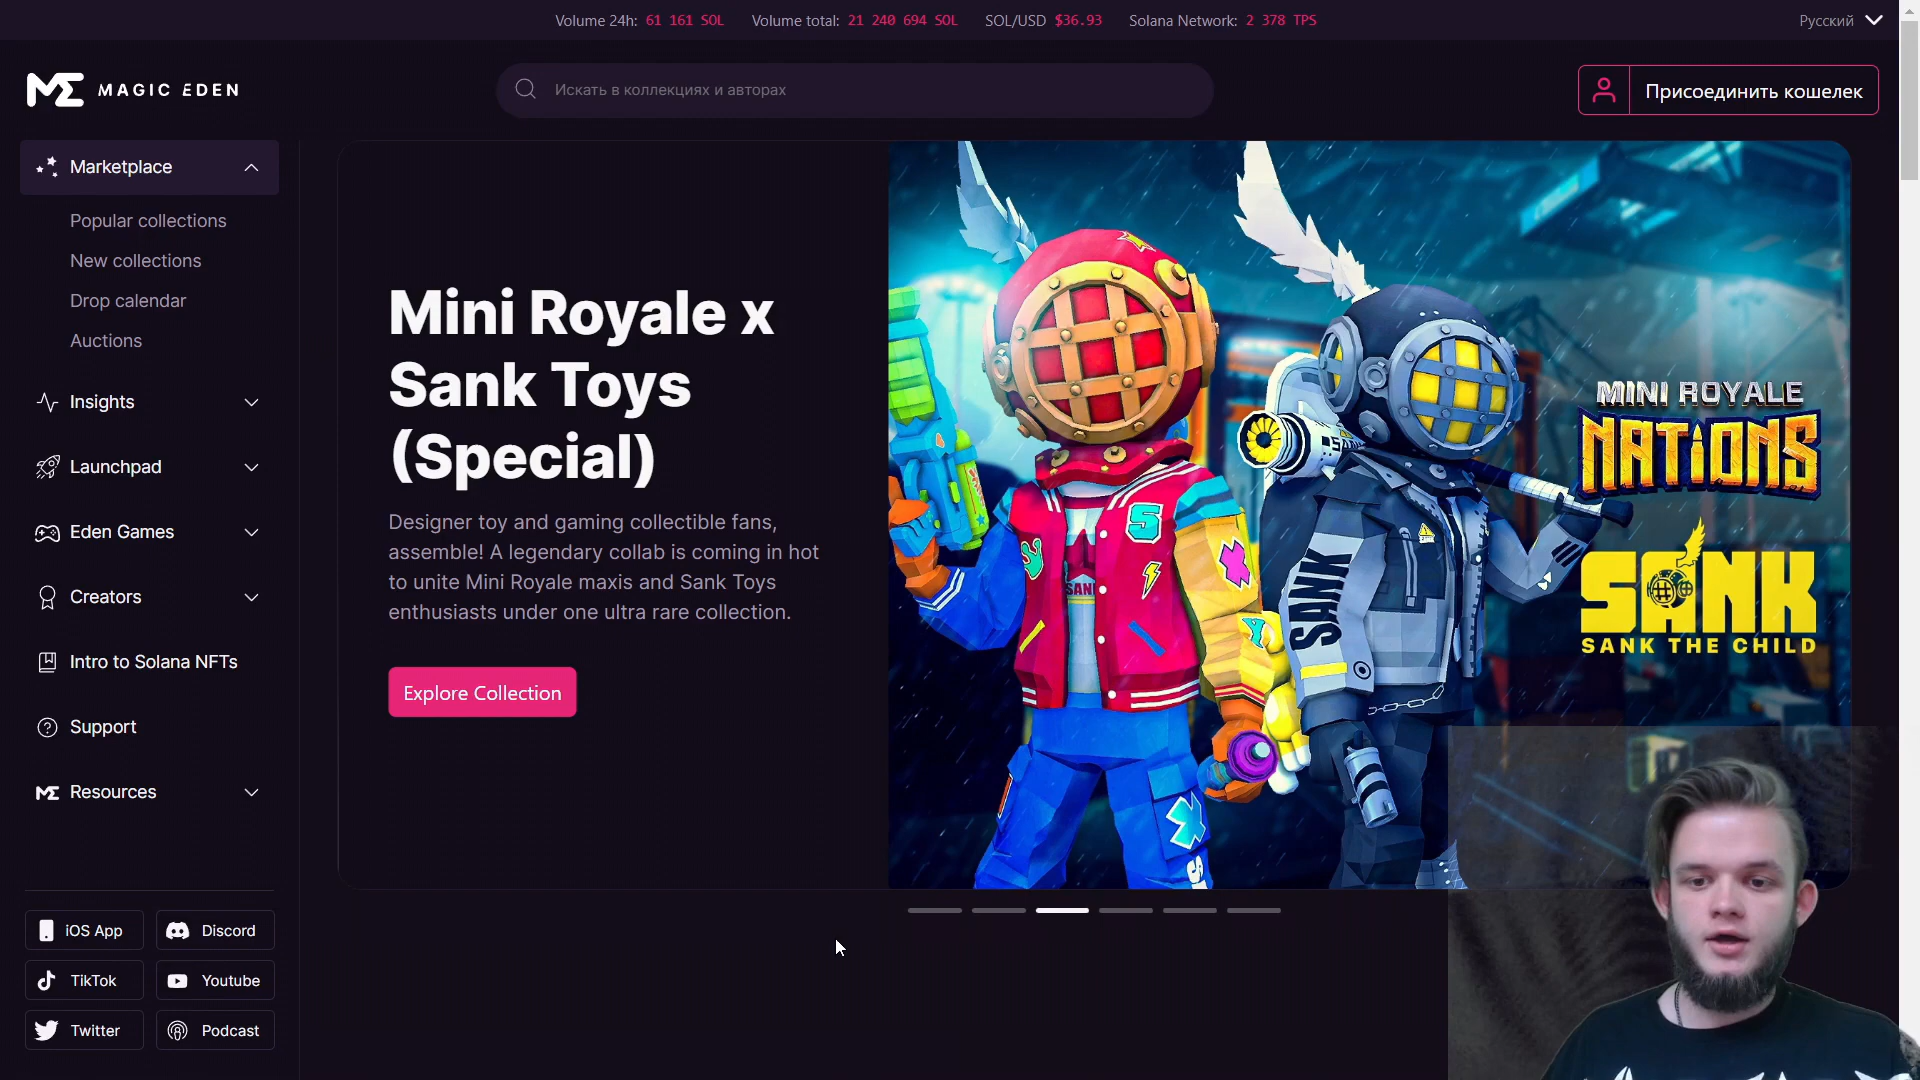 Volume 24h: 61 161 SOL Volume total: 21 240 694 SOL SOL/USD $36.93 Solana Network: 2 378 TPS Русский
MAGIC EDEN
Искать в коллекциях и авторах
Присоединить кошелек
Marketplace
Popular collections
New collections
Drop calendar
Auctions
Insights
Launchpad
Eden Games
Creators
Intro to Solana NFTs
Support
Resources
iOS App
Discord
TikTok
Youtube
Twitter
Podcast
Mini Royale x
Sank Toys
(Special)
Designer toy and gaming collectible fans,
assemble! A legendary collab is coming in hot
to unite Mini Royale maxis and Sank Toys
enthusiasts under one ultra rare collection.
Explore Collection
MINI ROYALE
NATIONS
SANK
SANK THE CHILD
S
SANK